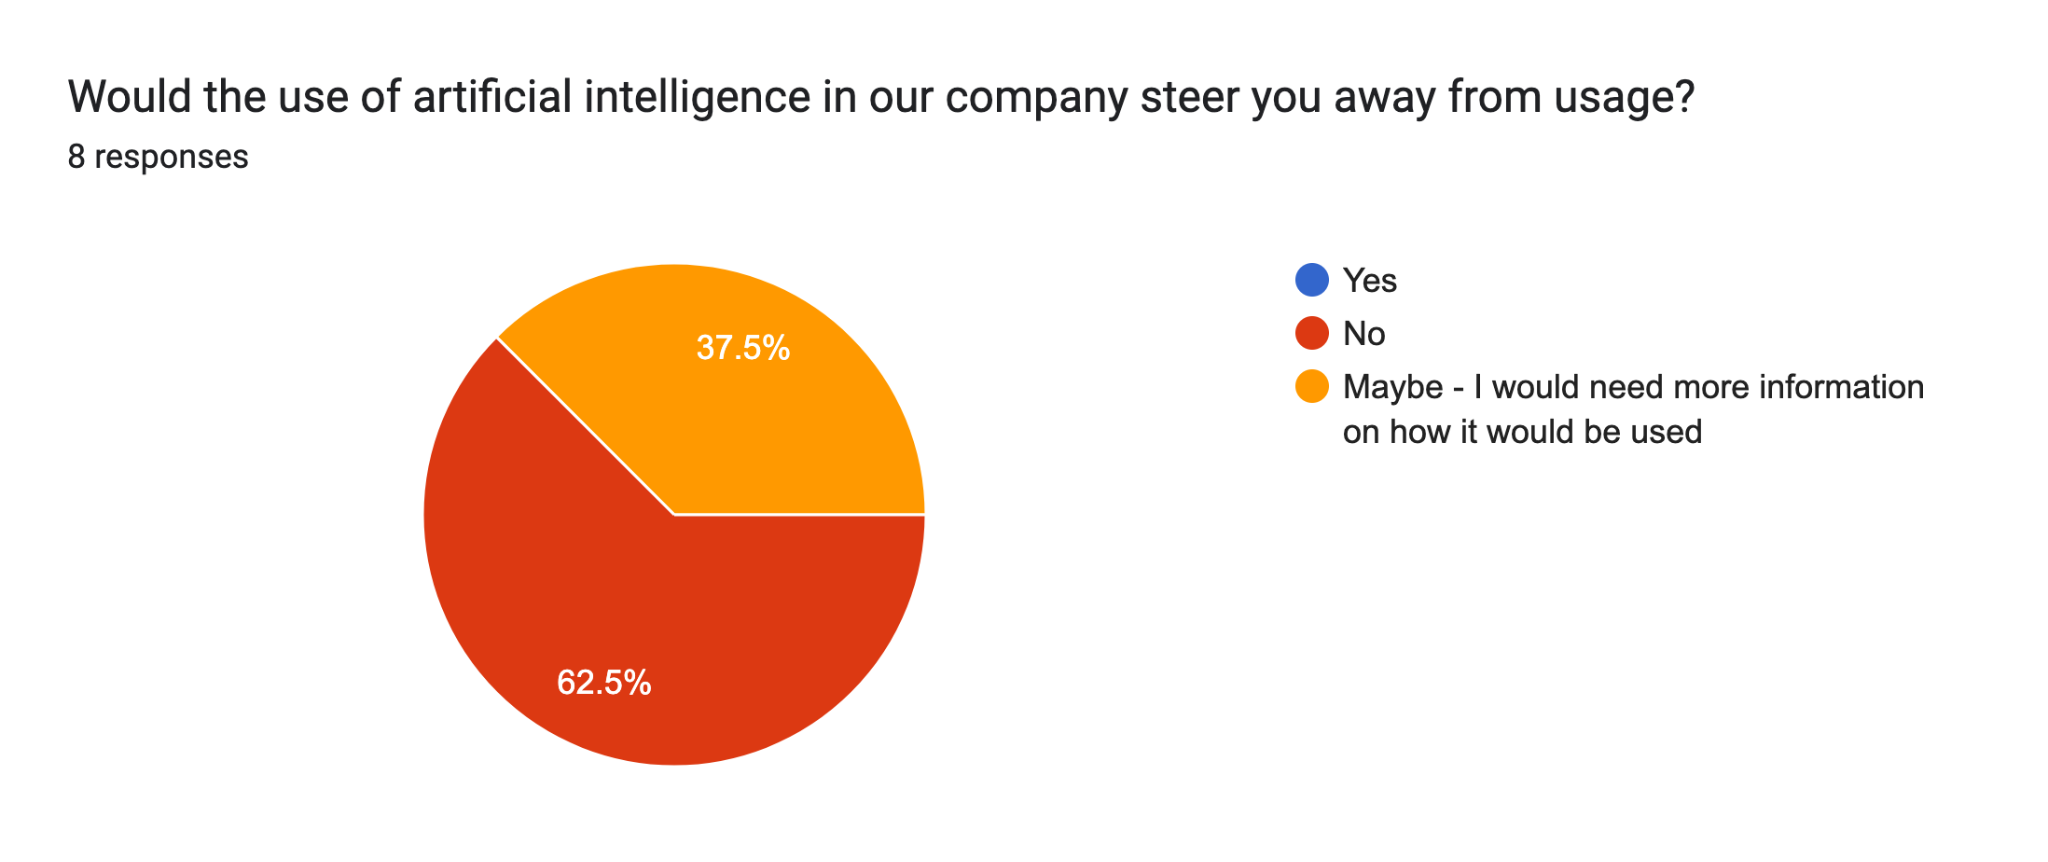 Would the use of artificial intelligence in our company steer you away from usage?
8 responses
37.5%
62.5%
Yes
No
Maybe - I would need more information
on how it would be used